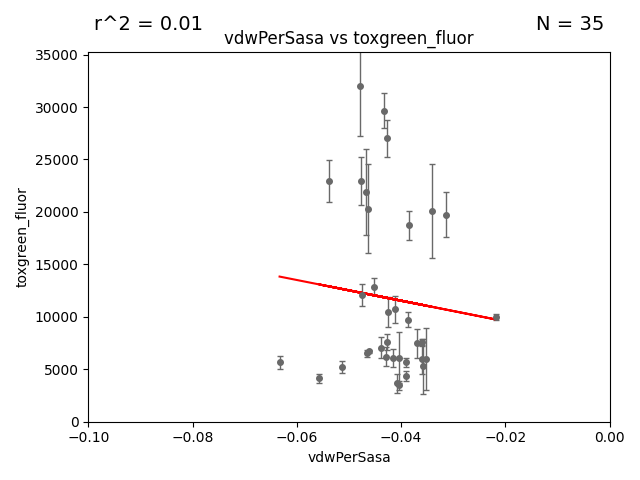 r^2 = 0.01
N = 35
vdwPerSasa vs toxgreen_fluor
35000
30000
25000
20000
15000
10000
5000
0
toxgreen_fluor
−0.10
−0.08
−0.06
−0.04
−0.02
0.00
vdwPerSasa